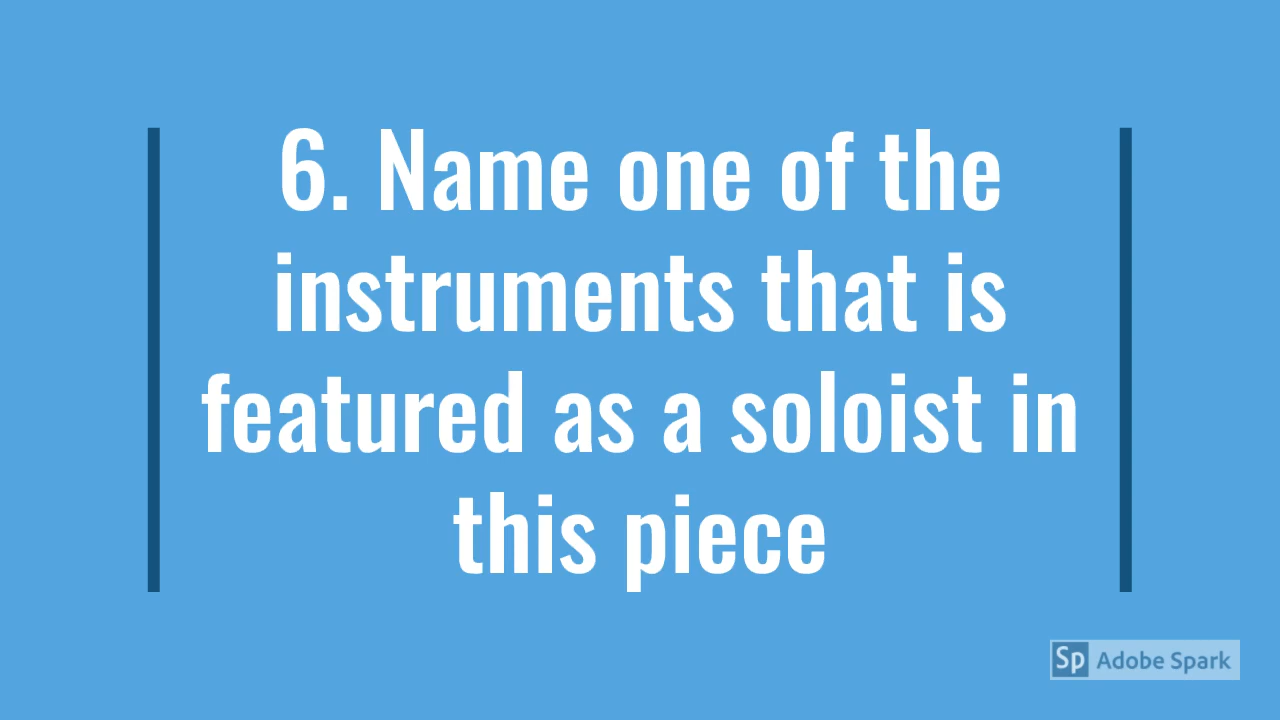 6. Name one of the
instruments that is
featured as a soloist in
this piece
Sp Adobe Spark